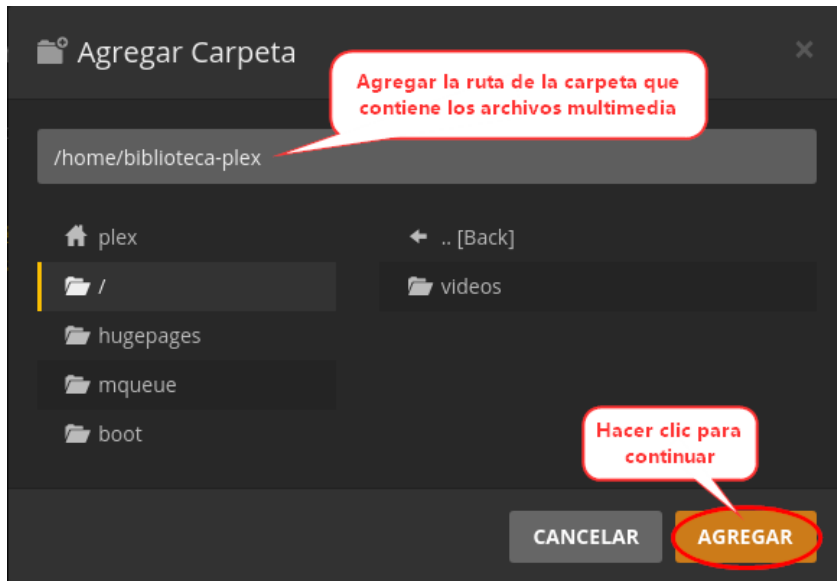 Agregar Carpeta
Agregar la ruta de la carpeta que
contiene los archivos multimedia
/home/biblioteca-plex
plex
.. [Back]
/
videos
hugepages
mqueue
boot
Hacer clic para
continuar
CANCELAR
AGREGAR